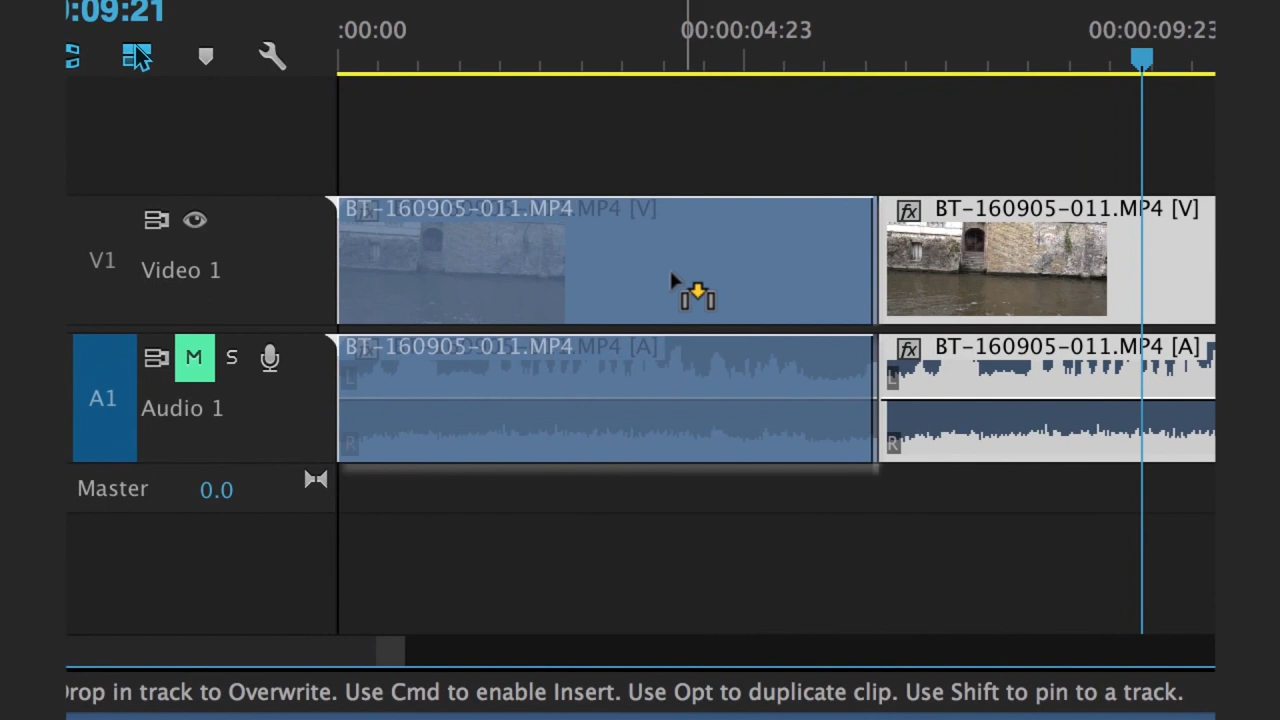 ):09:21
:00:00
00:00:04:23
00:00:09:23
V1
Video 1
BT-160905-011.MP4
MP4 [V]
fx
BT-160905-011.MP4 [V]
A1
M
S
Audio 1
BT-160905-011.MP4
MP4 [A]
fx
BT-160905-011.MP4 [A]
L
R
L
R
Master
0.0
Drop in track to Overwrite. Use Cmd to enable Insert. Use Opt to duplicate clip. Use Shift to pin to a track.